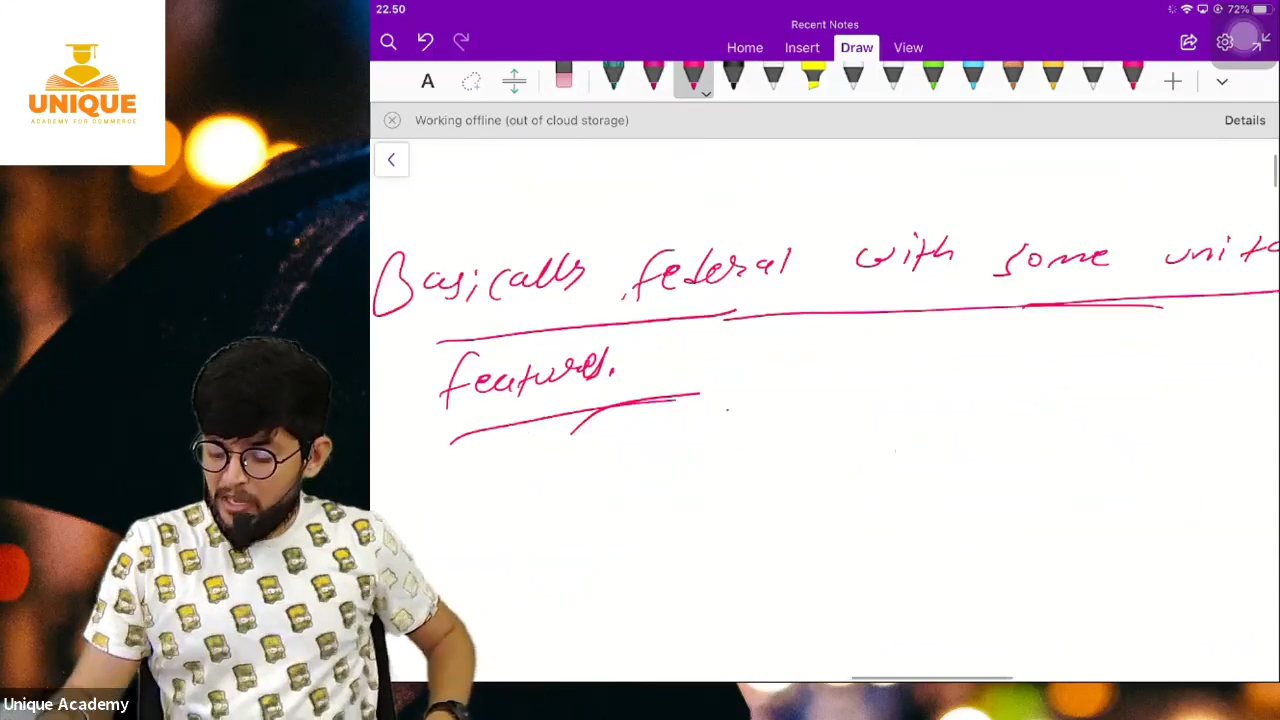 22.50
72%
Recent Notes
Home Insert Draw View
A
Working offline (out of cloud storage)
Details
UNIQUE
ACADEMY FOR COMMERCE
Basically federal with some unita
features.
Unique Academy